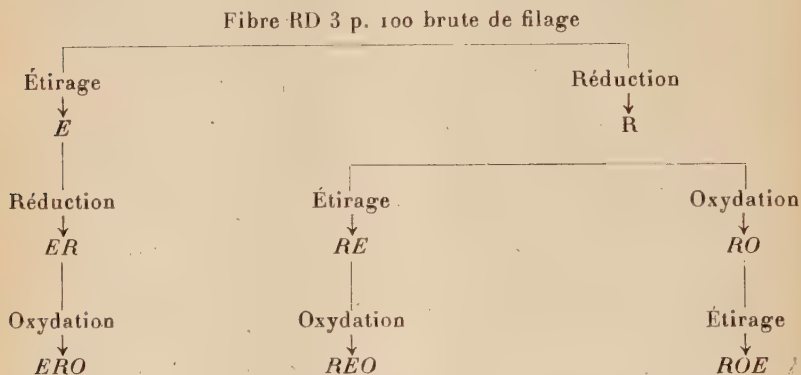 Fibre RD 3 p. 100 brute de filage
Étirage Réduction
E R
Réduction Étirage Oxydation
ER RE RO
Oxydation Oxydation Étirage
ERO REO ROE